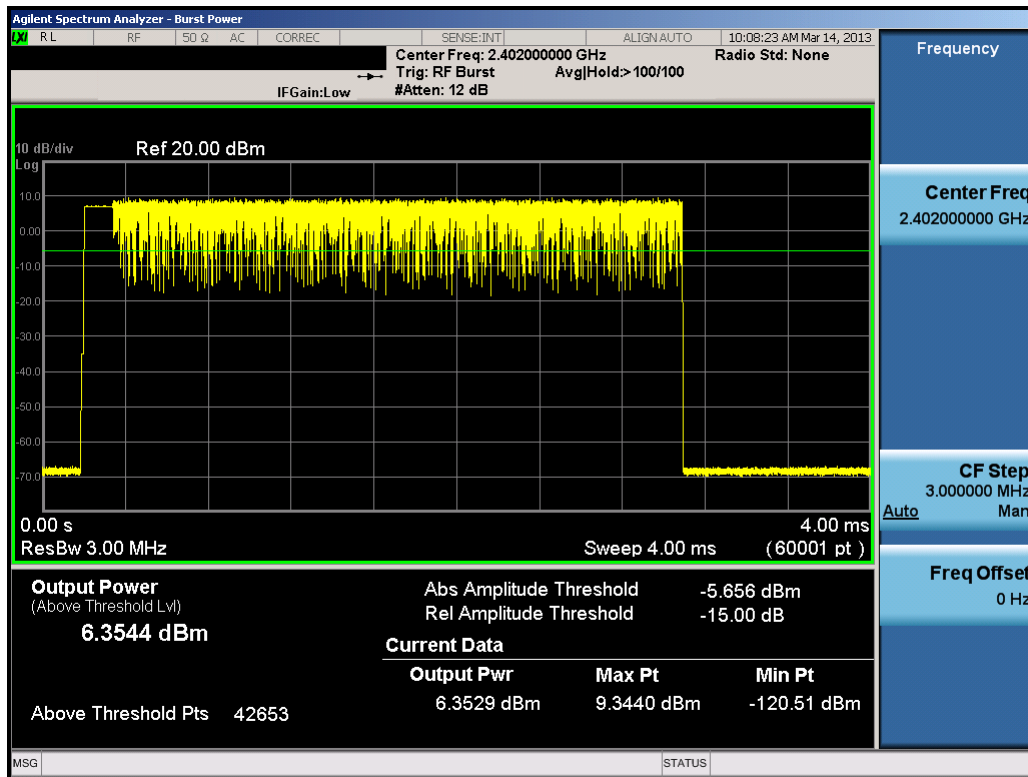 Agilent Spectrum Analyzer - Burst Power
LXI RL RF 50 Ω AC CORREC SENSE:INT ALIGN AUTO 10:08:23 AM Mar 14, 2013
Center Freq: 2.402000000 GHz Radio Std: None
Trig: RF Burst Avg|Hold:>100/100
IFGain:Low #Atten: 12 dB
10 dB/div Ref 20.00 dBm
Log
10.0
0.00
-10.0
-20.0
-30.0
-40.0
-50.0
-60.0
-70.0
0.00 s 4.00 ms
ResBw 3.00 MHz Sweep 4.00 ms (60001 pt)
Output Power
(Above Threshold Lvl)
6.3544 dBm
Above Threshold Pts 42653
Abs Amplitude Threshold -5.656 dBm
Rel Amplitude Threshold -15.00 dB
Current Data
Output Pwr Max Pt Min Pt
6.3529 dBm 9.3440 dBm -120.51 dBm
MSG STATUS
Frequency
Center Freq
2.402000000 GHz
CF Step
3.000000 MHz
Auto Man
Freq Offset
0 Hz